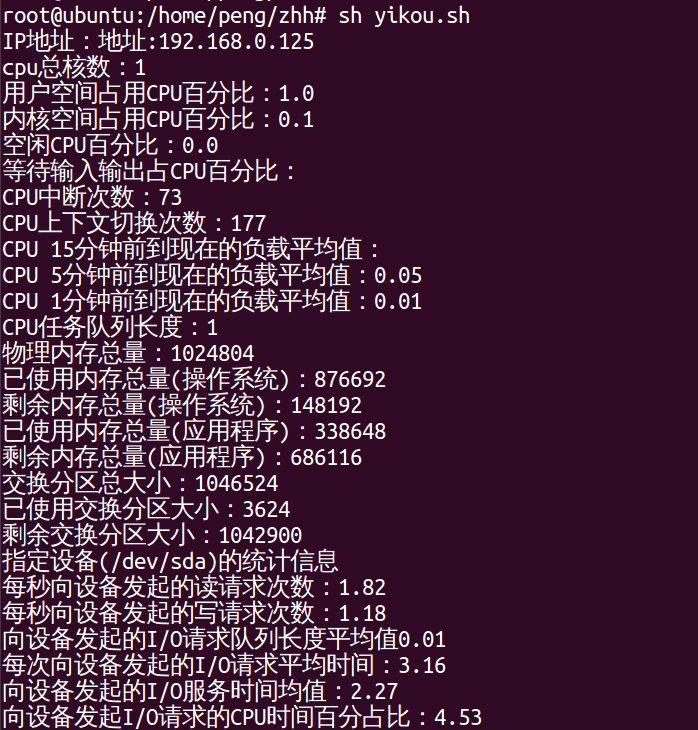 root@ubuntu:/home/peng/zhh# sh yikou.sh
IP地址：地址:192.168.0.125
cpu总核数：1
用户空间占用CPU百分比：1.0
内核空间占用CPU百分比：0.1
空闲CPU百分比：0.0
等待输入输出占CPU百分比：
CPU中断次数：73
CPU上下文切换次数：177
CPU 15分钟前到现在的负载平均值：
CPU 5分钟前到现在的负载平均值：0.05
CPU 1分钟前到现在的负载平均值：0.01
CPU任务队列长度：1
物理内存总量：1024804
已使用内存总量(操作系统)：876692
剩余内存总量(操作系统)：148192
已使用内存总量(应用程序)：338648
剩余内存总量(应用程序)：686116
交换分区总大小：1046524
已使用交换分区大小：3624
剩余交换分区大小：1042900
指定设备(/dev/sda)的统计信息
每秒向设备发起的读请求次数：1.82
每秒向设备发起的写请求次数：1.18
向设备发起的I/O请求队列长度平均值0.01
每次向设备发起的I/O请求平均时间：3.16
向设备发起的I/O服务时间均值：2.27
向设备发起I/O请求的CPU时间百分占比：4.53